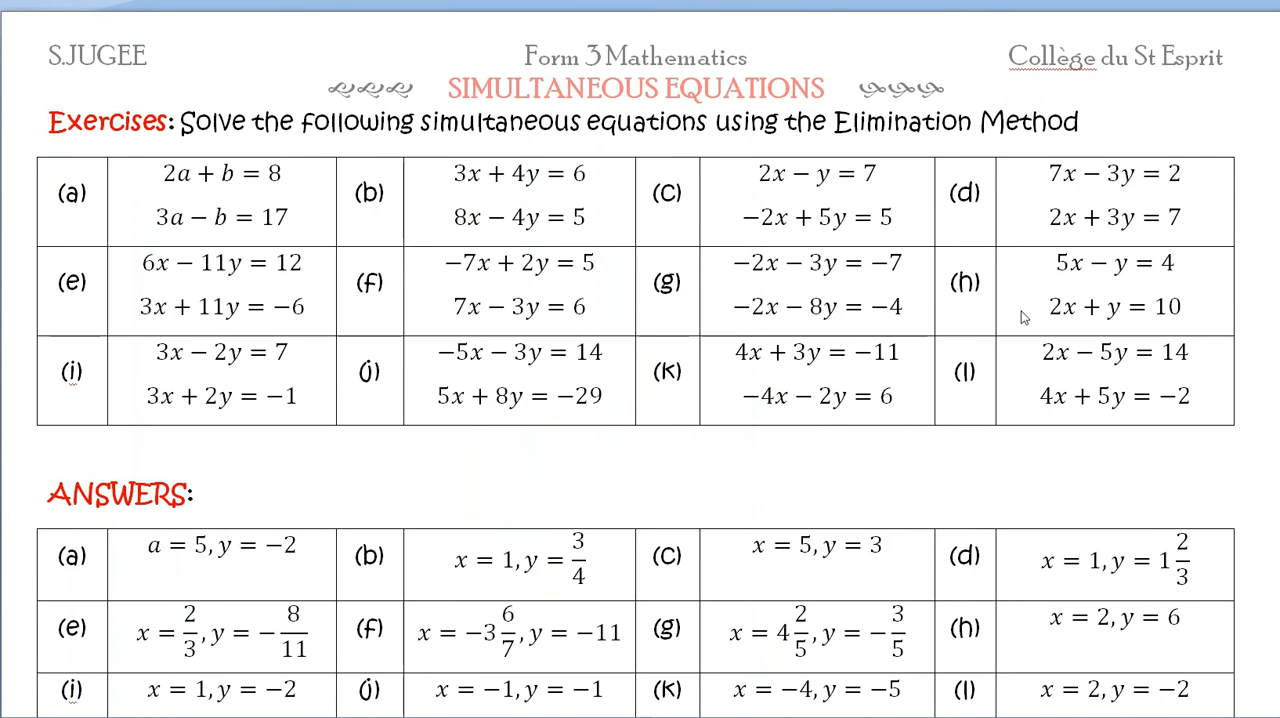 S.JUGEE Form 3 Mathematics Collège du St Esprit
SIMULTANEOUS EQUATIONS
Exercises: Solve the following simultaneous equations using the Elimination Method
(a) 2a + b = 8
3a − b = 17
(b) 3x + 4y = 6
8x − 4y = 5
(c) 2x − y = 7
−2x + 5y = 5
(d) 7x − 3y = 2
2x + 3y = 7
(e) 6x − 11y = 12
3x + 11y = −6
(f) −7x + 2y = 5
7x − 3y = 6
(g) −2x − 3y = −7
−2x − 8y = −4
(h) 5x − y = 4
2x + y = 10
(i) 3x − 2y = 7
3x + 2y = −1
(j) −5x − 3y = 14
5x + 8y = −29
(k) 4x + 3y = −11
−4x − 2y = 6
(l) 2x − 5y = 14
4x + 5y = −2
ANSWERS:
(a) a = 5, y = −2
(b) x = 1, y = 3/4
(c) x = 5, y = 3
(d) x = 1, y = 1 2/3
(e) x = 2/3, y = − 8/11
(f) x = −3 6/7, y = −11
(g) x = 4 2/5, y = − 3/5
(h) x = 2, y = 6
(i) x = 1, y = −2
(j) x = −1, y = −1
(k) x = −4, y = −5
(l) x = 2, y = −2